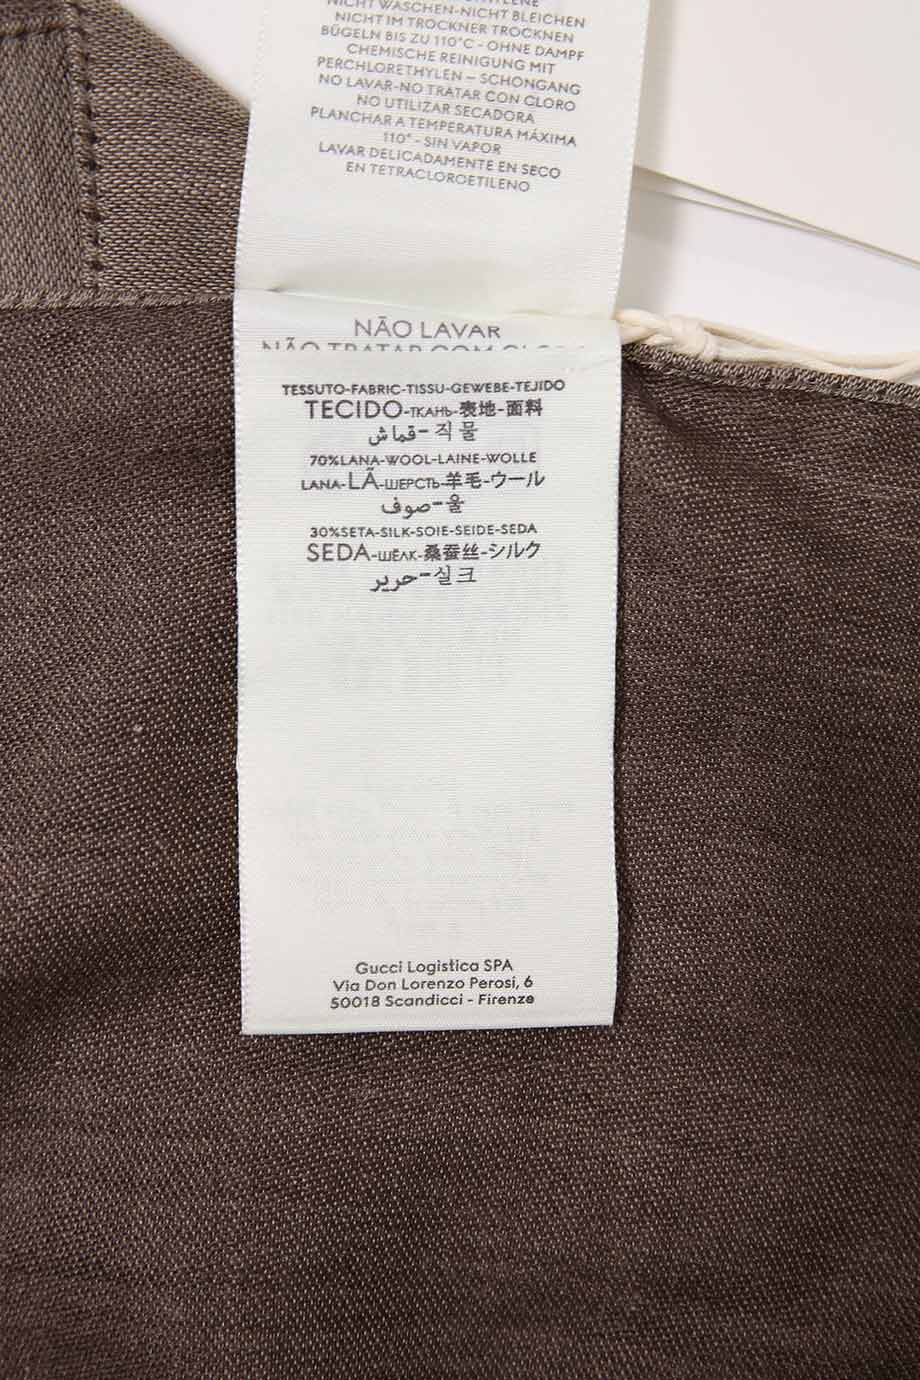 NICHT WASCHEN-NICHT BLEICHEN
NICHT IM TROCKNER TROCKNEN
BÜGELN BIS ZU 110°C - OHNE DAMPF
CHEMISCHE REINIGUNG MIT
PERCHLORETHYLEN – SCHONGANG
NO LAVAR-NO TRATAR CON CLORO
NO UTILIZAR SECADORA
PLANCHAR A TEMPERATURA MÁXIMA
110° - SIN VAPOR
LAVAR DELICADAMENTE EN SECO
EN TETRACLOROETILENO
NÃO LAVAR
NÃO TRATAR COM
TESSUTO-FABRIC-TISSU-GEWEBE-TEJIDO
TECIDO-ТКАНЬ-表地-面料
قماش-직물
70%LANA-WOOL-LAINE-WOLLE
LANA-LÃ-ШЕРСТЬ-羊毛-ウール
صوف-울
30%SETA-SILK-SOIE-SEIDE-SEDA
SEDA-ШЁЛК-桑蚕丝-シルク
حرير-실크
Gucci Logistica SPA
Via Don Lorenzo Perosi, 6
50018 Scandicci - Firenze